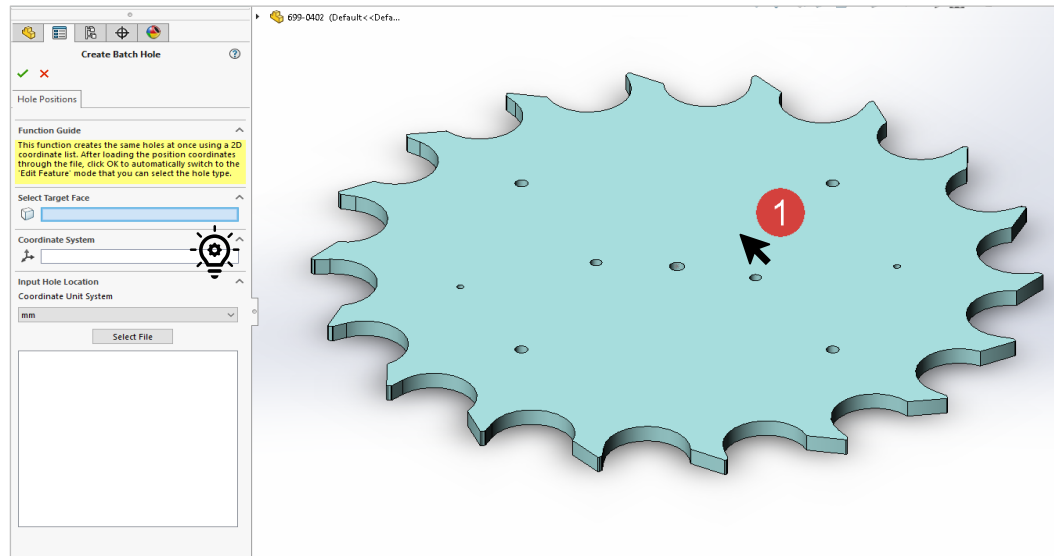 699-0402 (Default<<Defa...
Create Batch Hole
Hole Positions
Function Guide
This function creates the same holes at once using a 2D
coordinate list. After loading the position coordinates
through the file, click OK to automatically switch to the
'Edit Feature' mode that you can select the hole type.
Select Target Face
Coordinate System
Input Hole Location
Coordinate Unit System
mm
Select File
1